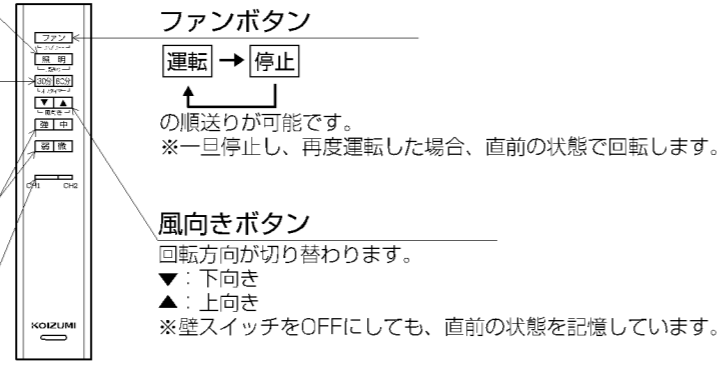 ファンボタン
運転 → 停止
の順送りが可能です。
※一旦停止し、再度運転した場合、直前の状態で回転します。
風向きボタン
回転方向が切り替わります。
▼：下向き
▲：上向き
※壁スイッチをOFFにしても、直前の状態を記憶しています。
ファン
照 明
30分 60分
▼ ▲
風向き
強 中
弱 微
CH1 CH2
KOIZUMI